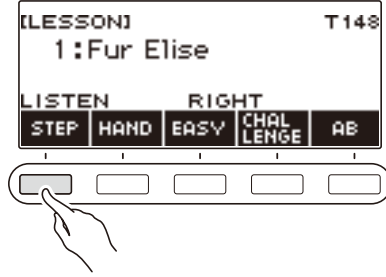 [LESSON] T148
1:Fur Elise
LISTEN RIGHT
STEP HAND EASY CHAL LENGE AB